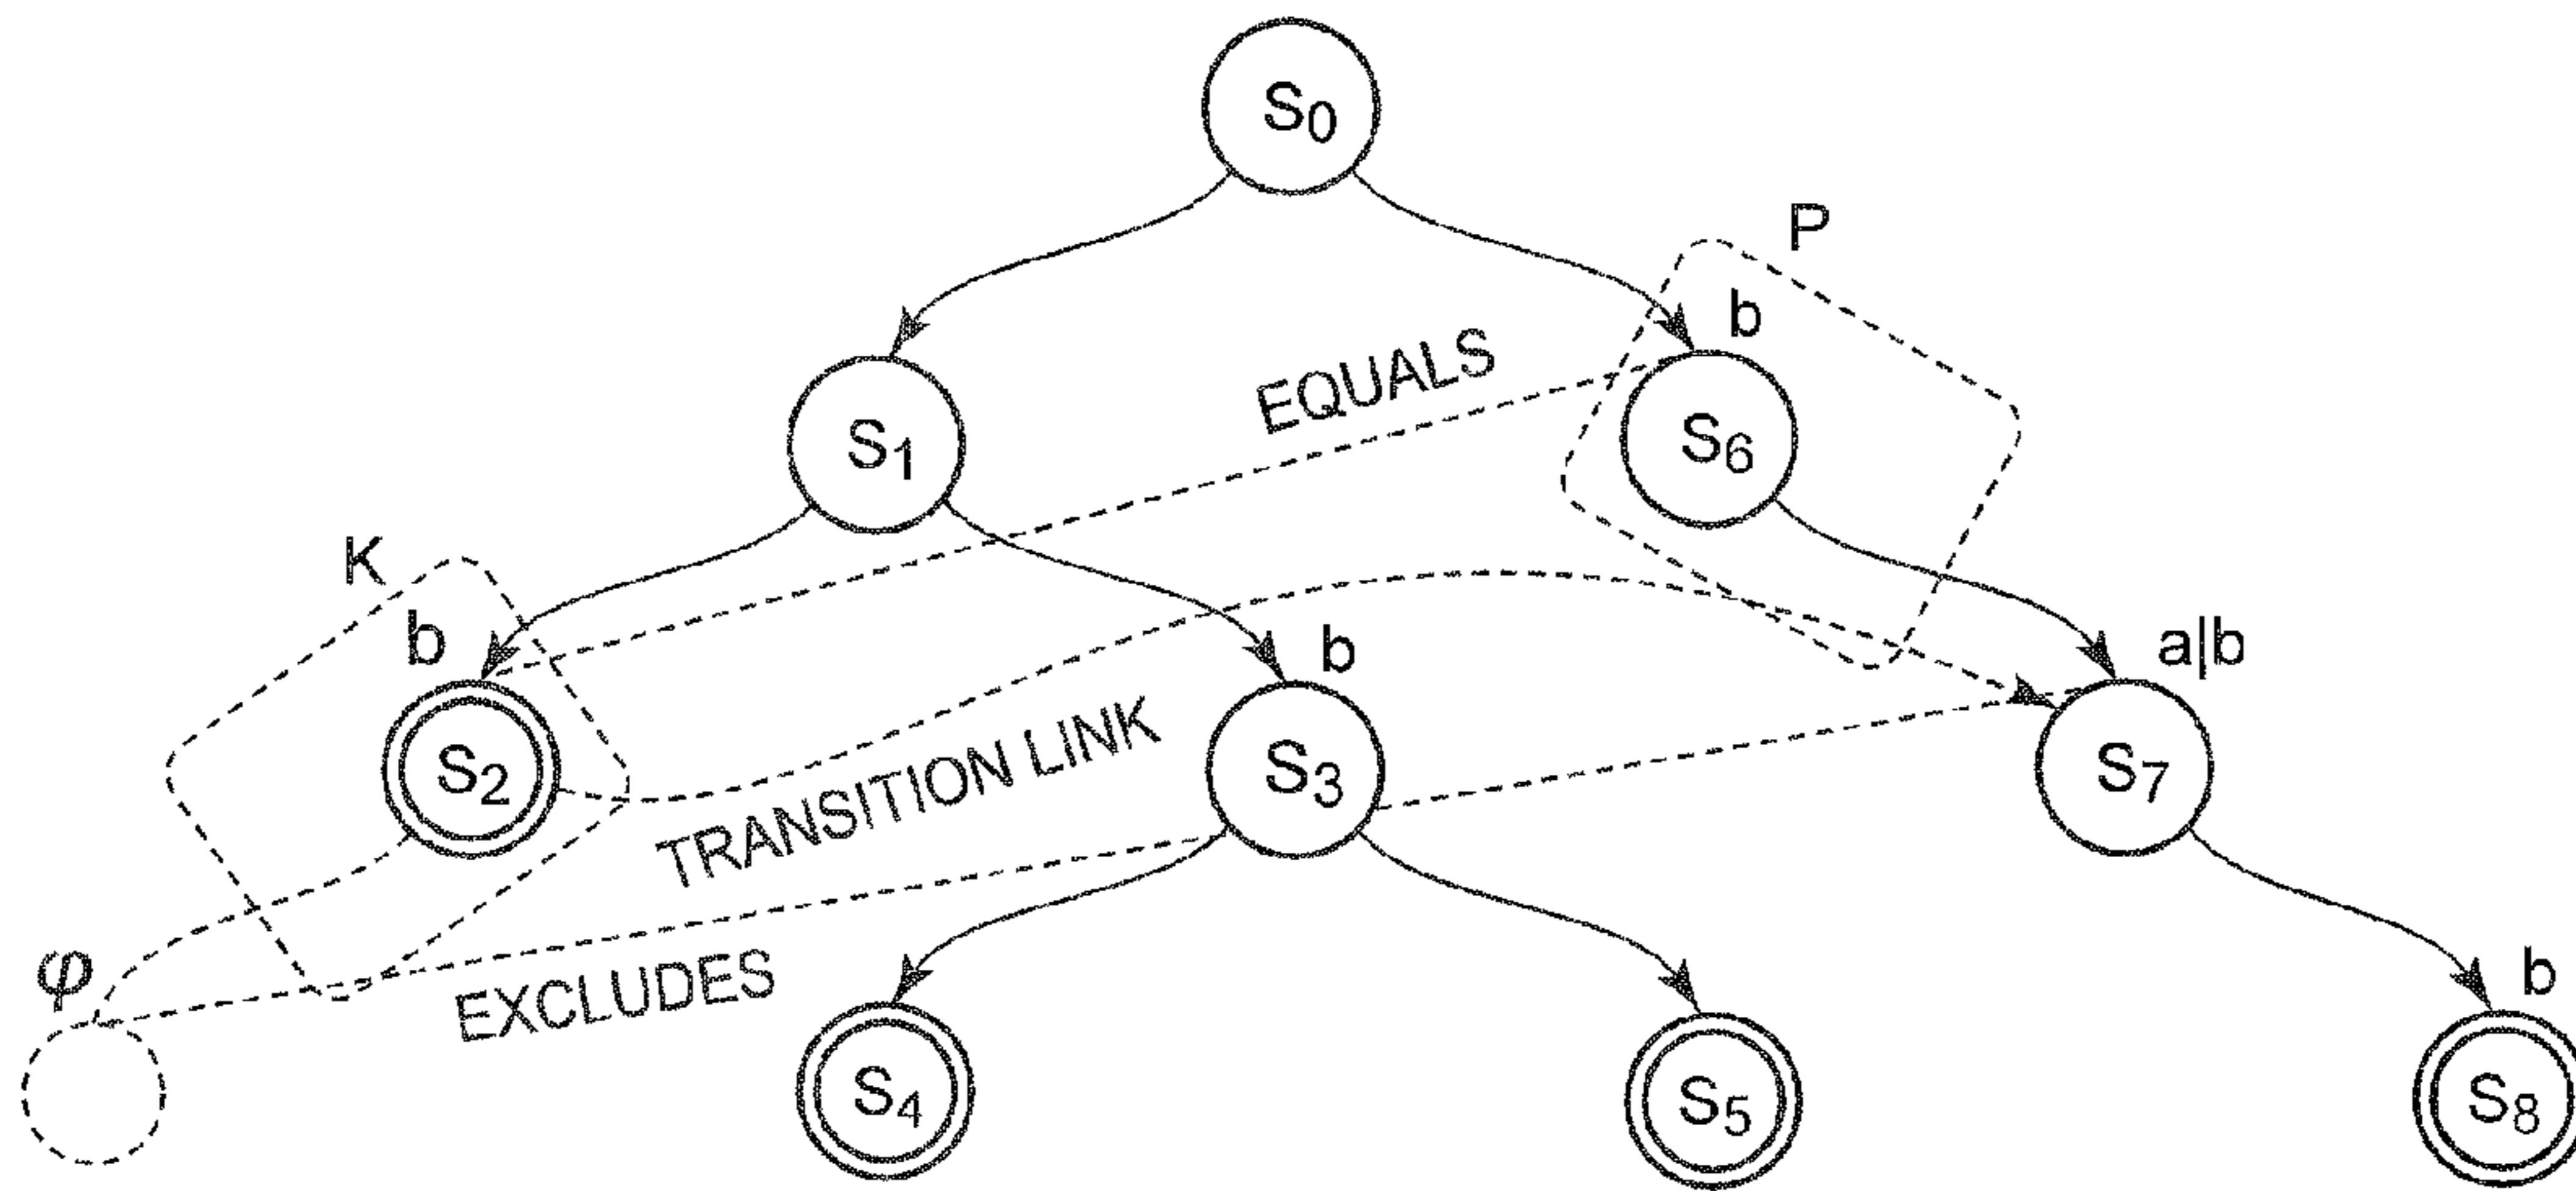 S₀
P
b
EQUALS
S₁
S₆
K
b
b
a|b
S₂
TRANSITION LINK
S₃
S₇
φ
EXCLUDES
b
S₄
S₅
S₈